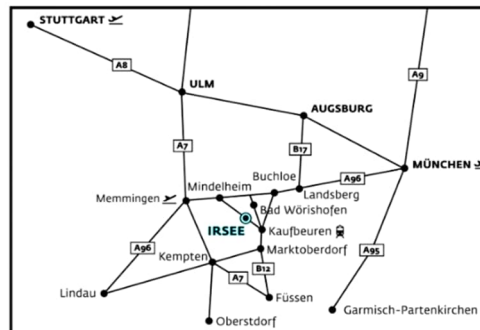 STUTTGART
A8
A9
ULM
AUGSBURG
A7
B17
MÜNCHEN
A96
Buchloe
Mindelheim
Landsberg
Memmingen
Bad Wörishofen
IRSEE
Kaufbeuren
A96
Marktoberdorf
A95
Kempten
B12
A7
Lindau
Füssen
Garmisch-Partenkirchen
Oberstdorf